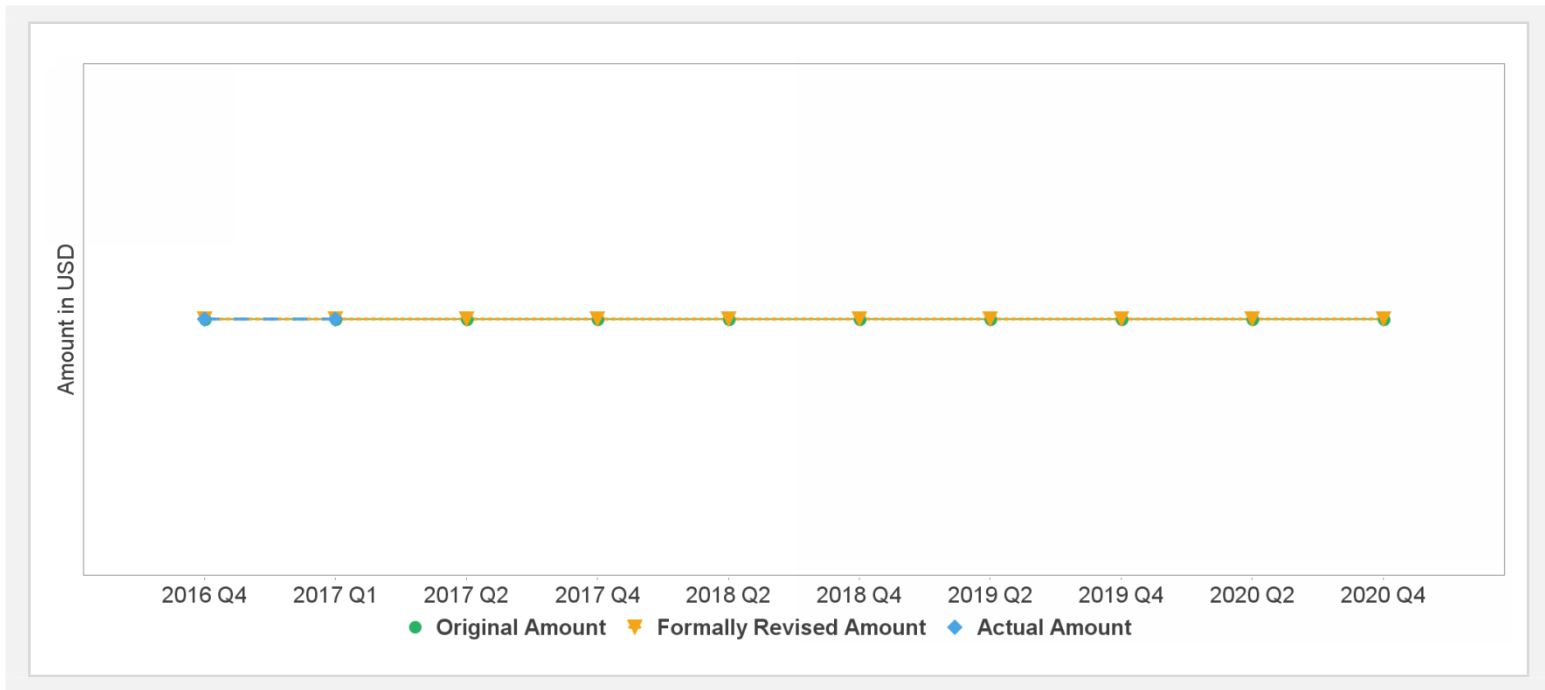 Amount in USD
2016 Q4 2017 Q1 2017 Q2 2017 Q4 2018 Q2 2018 Q4 2019 Q2 2019 Q4 2020 Q2 2020 Q4
Original Amount Formally Revised Amount Actual Amount